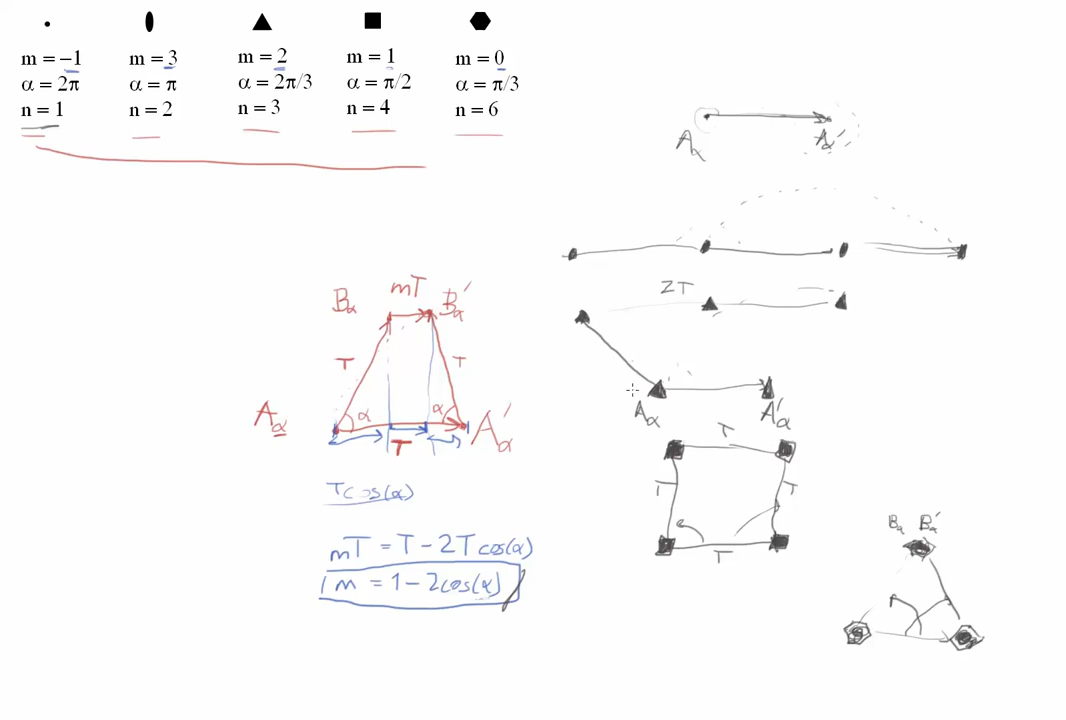 m = −1 m = 3 m = 2 m = 1 m = 0
α = 2π α = π α = 2π/3 α = π/2 α = π/3
n = 1 n = 2 n = 3 n = 4 n = 6
Aα Aα'
2T
mT
Bα Bα'
T T
α α
Aα Aα'
T
Tcos(α)
mT = T − 2Tcos(α)
m = 1 − 2cos(α)
Aα Aα'
T
T T
T
Bα Bα'